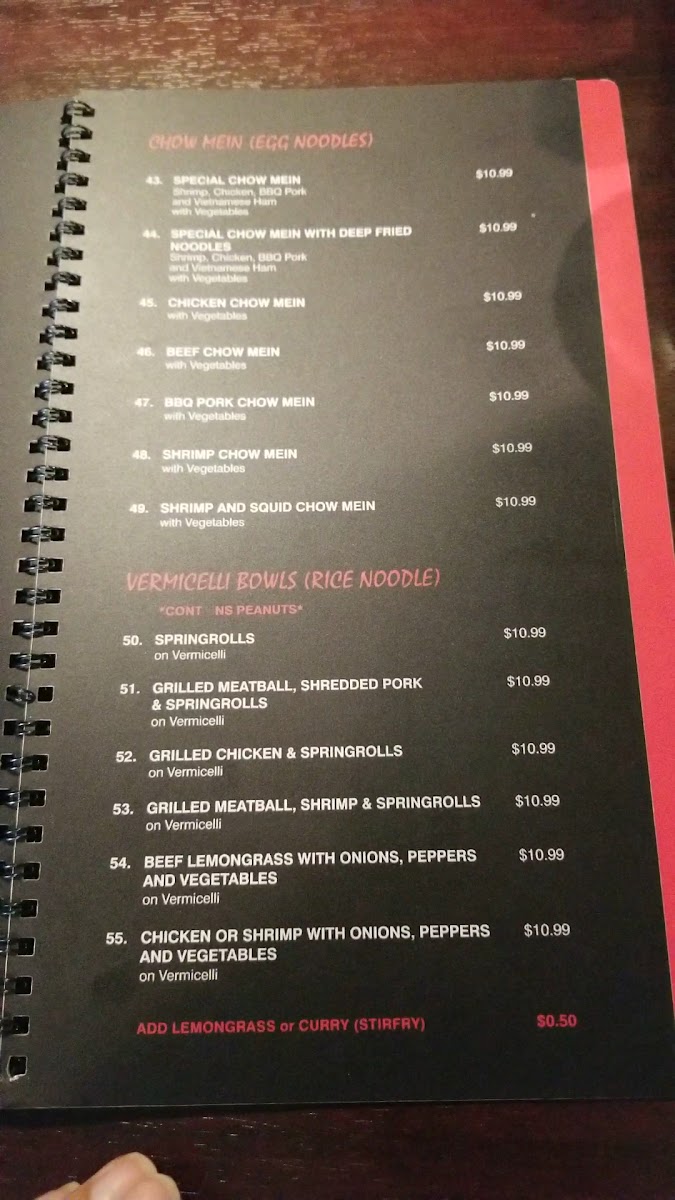 CHOW MEIN (EGG NOODLES)
43. SPECIAL CHOW MEIN $10.99
Shrimp, Chicken, BBQ Pork
and Vietnamese Ham
with Vegetables
44. SPECIAL CHOW MEIN WITH DEEP FRIED $10.99
NOODLES
Shrimp, Chicken, BBQ Pork
and Vietnamese Ham
with Vegetables
45. CHICKEN CHOW MEIN $10.99
with Vegetables
46. BEEF CHOW MEIN $10.99
with Vegetables
47. BBQ PORK CHOW MEIN $10.99
with Vegetables
48. SHRIMP CHOW MEIN $10.99
with Vegetables
49. SHRIMP AND SQUID CHOW MEIN $10.99
with Vegetables
VERMICELLI BOWLS (RICE NOODLE)
*CONT NS PEANUTS*
50. SPRINGROLLS $10.99
on Vermicelli
51. GRILLED MEATBALL, SHREDDED PORK $10.99
& SPRINGROLLS
on Vermicelli
52. GRILLED CHICKEN & SPRINGROLLS $10.99
on Vermicelli
53. GRILLED MEATBALL, SHRIMP & SPRINGROLLS $10.99
on Vermicelli
54. BEEF LEMONGRASS WITH ONIONS, PEPPERS $10.99
AND VEGETABLES
on Vermicelli
55. CHICKEN OR SHRIMP WITH ONIONS, PEPPERS $10.99
AND VEGETABLES
on Vermicelli
ADD LEMONGRASS or CURRY (STIRFRY) $0.50